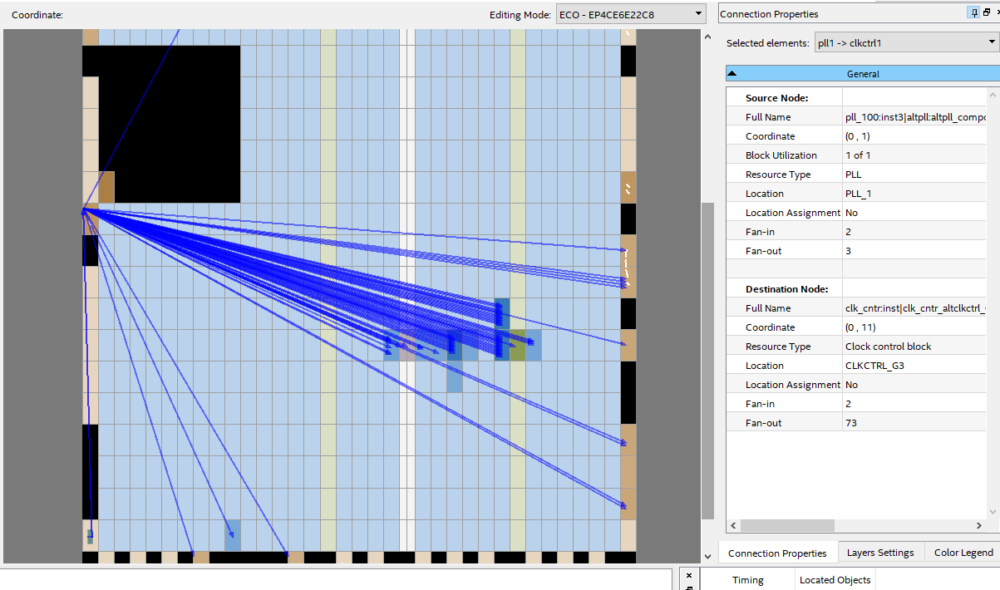 Coordinate:
Editing Mode: ECO - EP4CE6E22C8
Connection Properties
Selected elements: pll1 -> clkctrl1
General
Source Node:
Full Name pll_100:inst3|altpll:altpll_compo
Coordinate (0 , 1)
Block Utilization 1 of 1
Resource Type PLL
Location PLL_1
Location Assignment No
Fan-in 2
Fan-out 3
Destination Node:
Full Name clk_cntr:inst|clk_cntr_altclkctrl_
Coordinate (0 , 11)
Resource Type Clock control block
Location CLKCTRL_G3
Location Assignment No
Fan-in 2
Fan-out 73
Connection Properties Layers Settings Color Legend
Timing Located Objects